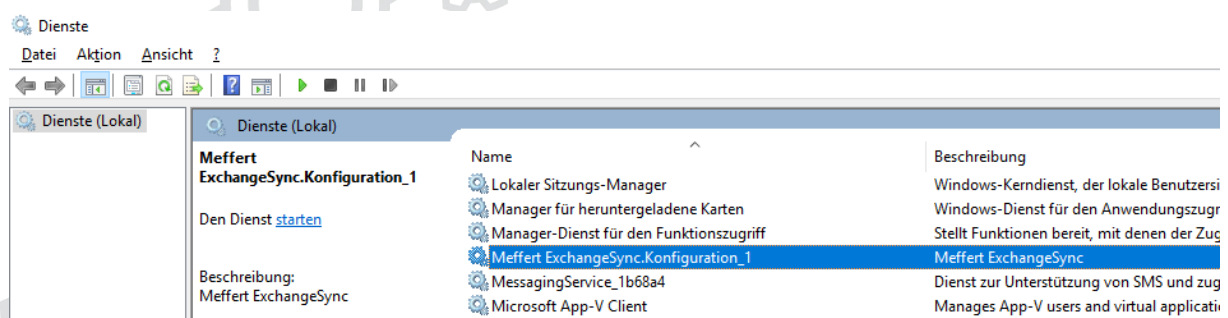 Dienste
Datei Aktion Ansicht ?
Dienste (Lokal)
Dienste (Lokal)
Meffert
ExchangeSync.Konfiguration_1
Den Dienst starten
Beschreibung:
Meffert ExchangeSync
Name Beschreibung
Lokaler Sitzungs-Manager Windows-Kerndienst, der lokale Benutzersi
Manager für heruntergeladene Karten Windows-Dienst für den Anwendungszugr
Manager-Dienst für den Funktionszugriff Stellt Funktionen bereit, mit denen der Zug
Meffert ExchangeSync.Konfiguration_1 Meffert ExchangeSync
MessagingService_1b68a4 Dienst zur Unterstützung von SMS und zug
Microsoft App-V Client Manages App-V users and virtual applicati